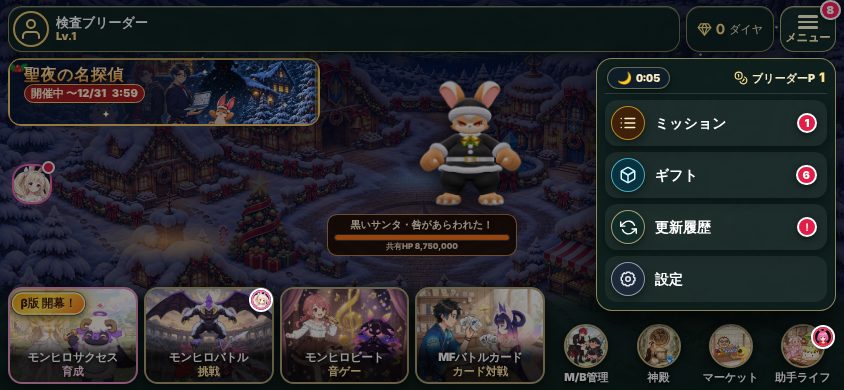 検査ブリーダー
Lv.1
0 ダイヤ
8
メニュー
聖夜の名探偵
開催中 〜12/31 3:59
0:05
ブリーダーP 1
ミッション
1
ギフト
6
更新履歴
!
設定
黒いサンタ・咎があらわれた！
共有HP 8,750,000
β版 開幕！
モンヒロサクセス
育成
モンヒロバトル
挑戦
モンヒロビート
音ゲー
MFバトルカード
カード対戦
M/B管理
神殿
マーケット
助手ライフ